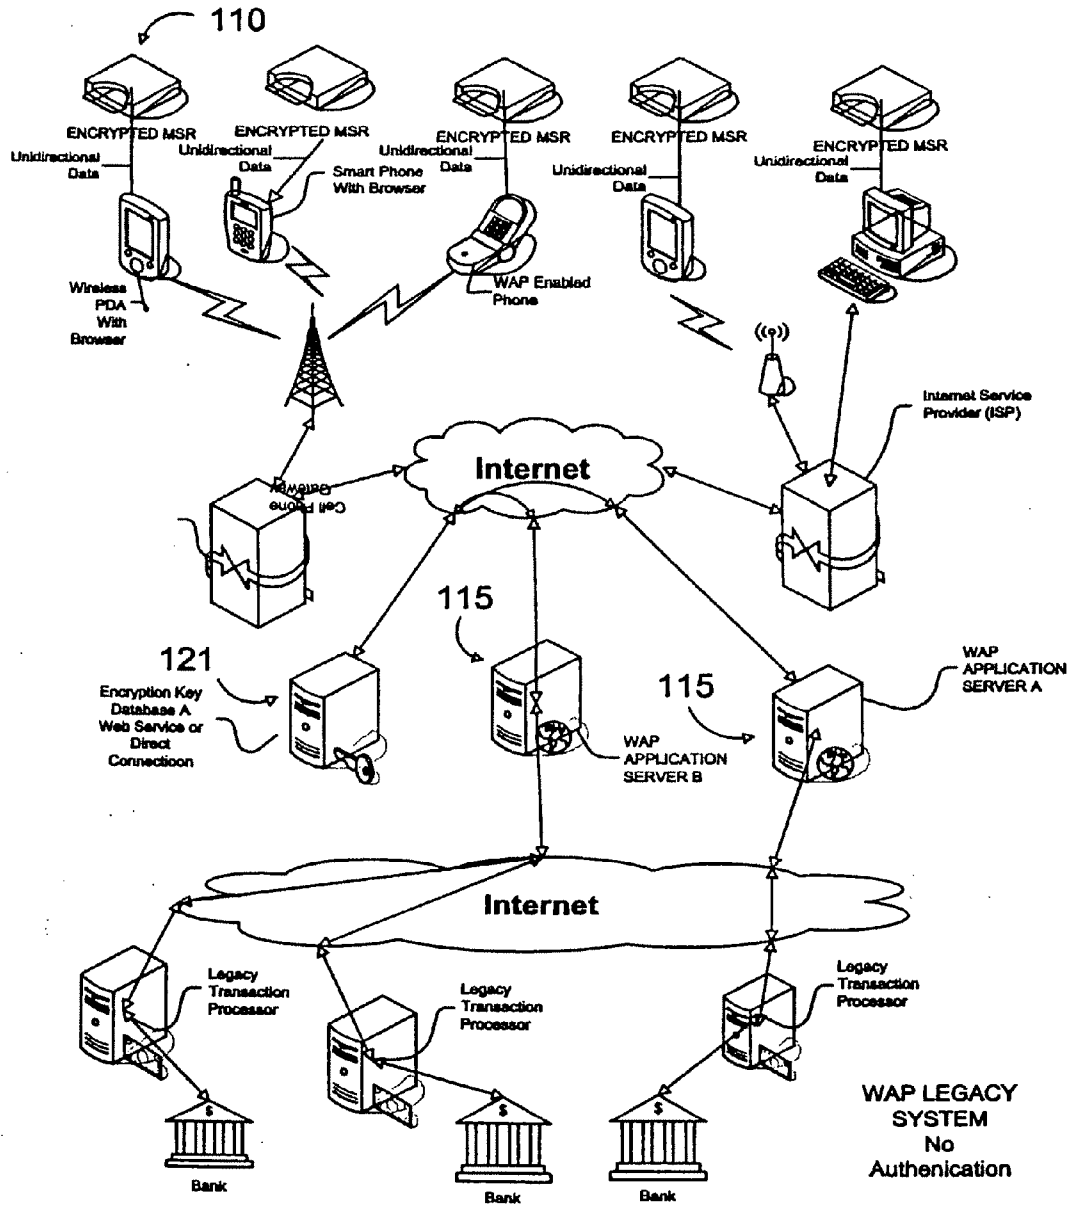 110
ENCRYPTED MSR
ENCRYPTED MSR
ENCRYPTED MSR
ENCRYPTED MSR
ENCRYPTED MSR
Unidirectional
Data
Unidirectional
Data
Unidirectional
Data
Unidirectional
Data
Unidirectional
Data
Smart Phone
With Browser
Wireless
PDA
With
Browser
WAP Enabled
Phone
Internet Service
Provider (ISP)
Internet
Cell Phone
Gateway
115
121
Encryption Key
Database A
Web Service or
Direct
Connectioon
115
WAP
APPLICATION
SERVER A
WAP
APPLICATION
SERVER B
Internet
Legacy
Transaction
Processor
Legacy
Transaction
Processor
Legacy
Transaction
Processor
$
$
$
Bank
Bank
Bank
WAP LEGACY
SYSTEM
No
Authenication